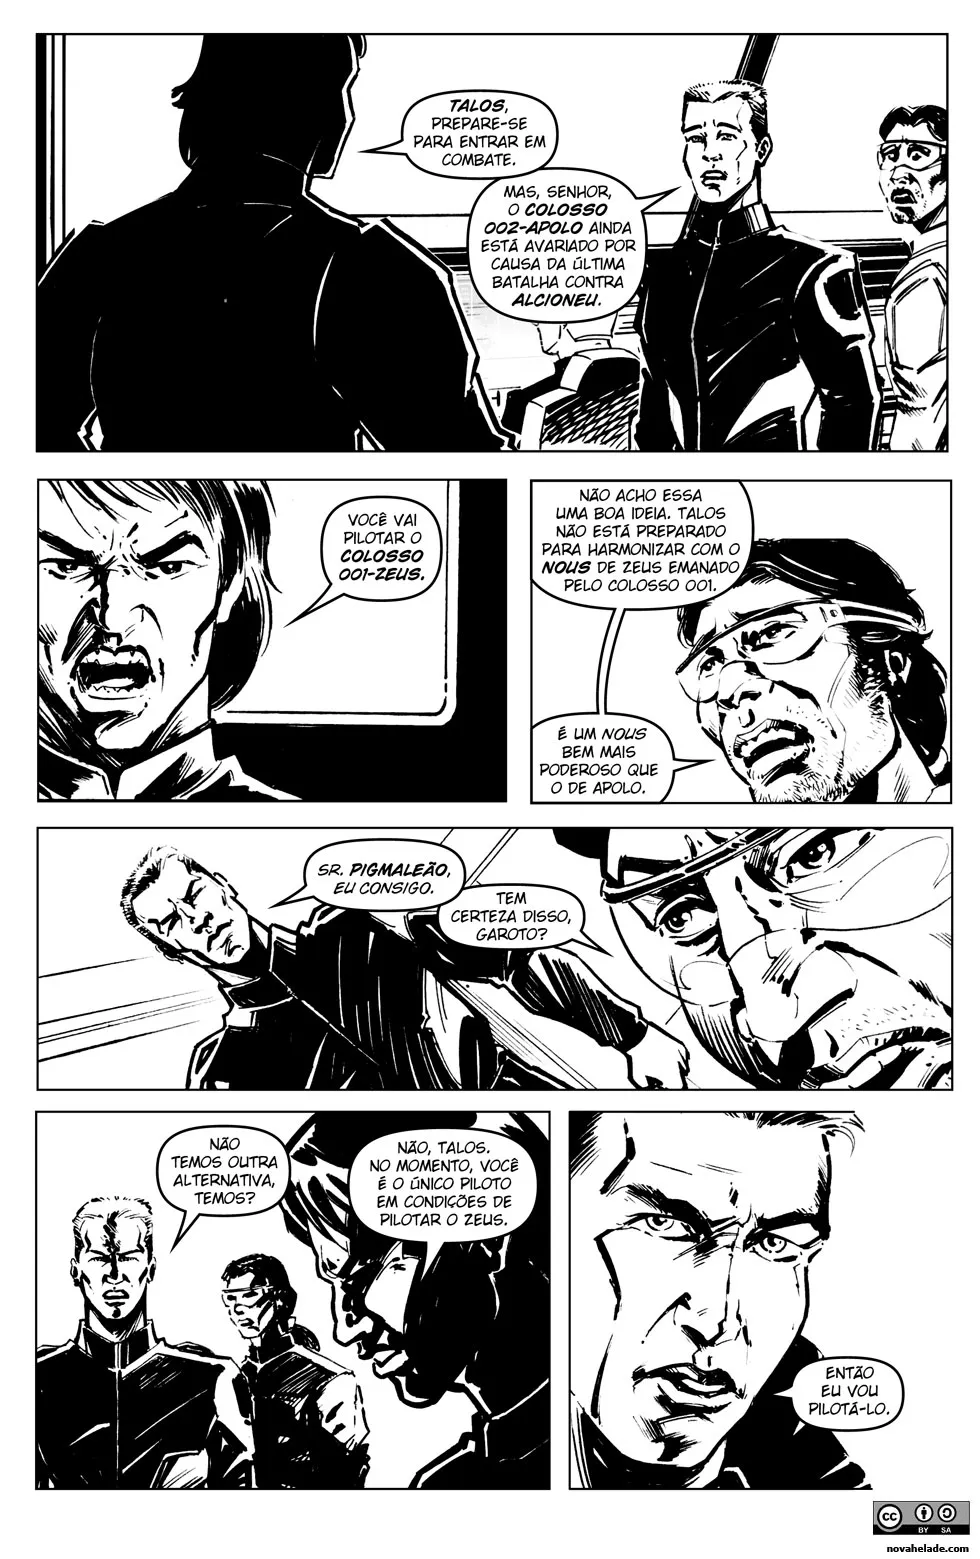 TALOS,
PREPARE-SE
PARA ENTRAR EM
COMBATE.
MAS, SENHOR,
O COLOSSO
002-APOLO AINDA
ESTÁ AVARIADO POR
CAUSA DA ÚLTIMA
BATALHA CONTRA
ALCIONEU.
VOCÊ VAI
PILOTAR O
COLOSSO
001-ZEUS.
NÃO ACHO ESSA
UMA BOA IDEIA. TALOS
NÃO ESTÁ PREPARADO
PARA HARMONIZAR COM O
NOUS DE ZEUS EMANADO
PELO COLOSSO 001.
É UM NOUS
BEM MAIS
PODEROSO QUE
O DE APOLO.
SR. PIGMALEÃO,
EU CONSIGO.
TEM
CERTEZA DISSO,
GAROTO?
NÃO
TEMOS OUTRA
ALTERNATIVA,
TEMOS?
NÃO, TALOS.
NO MOMENTO, VOCÊ
É O ÚNICO PILOTO
EM CONDIÇÕES DE
PILOTAR O ZEUS.
ENTÃO
EU VOU
PILOTÁ-LO.
CC
BY SA
novahelade.com